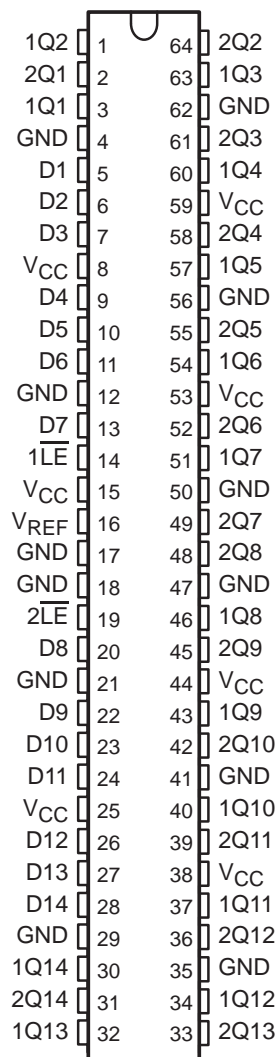 1Q2 1 64 2Q2
2Q1 2 63 1Q3
1Q1 3 62 GND
GND 4 61 2Q3
D1 5 60 1Q4
D2 6 59 VCC
D3 7 58 2Q4
VCC 8 57 1Q5
D4 9 56 GND
D5 10 55 2Q5
D6 11 54 1Q6
GND 12 53 VCC
D7 13 52 2Q6
1L̅E̅ 14 51 1Q7
VCC 15 50 GND
VREF 16 49 2Q7
GND 17 48 2Q8
GND 18 47 GND
2L̅E̅ 19 46 1Q8
D8 20 45 2Q9
GND 21 44 VCC
D9 22 43 1Q9
D10 23 42 2Q10
D11 24 41 GND
VCC 25 40 1Q10
D12 26 39 2Q11
D13 27 38 VCC
D14 28 37 1Q11
GND 29 36 2Q12
1Q14 30 35 GND
2Q14 31 34 1Q12
1Q13 32 33 2Q13